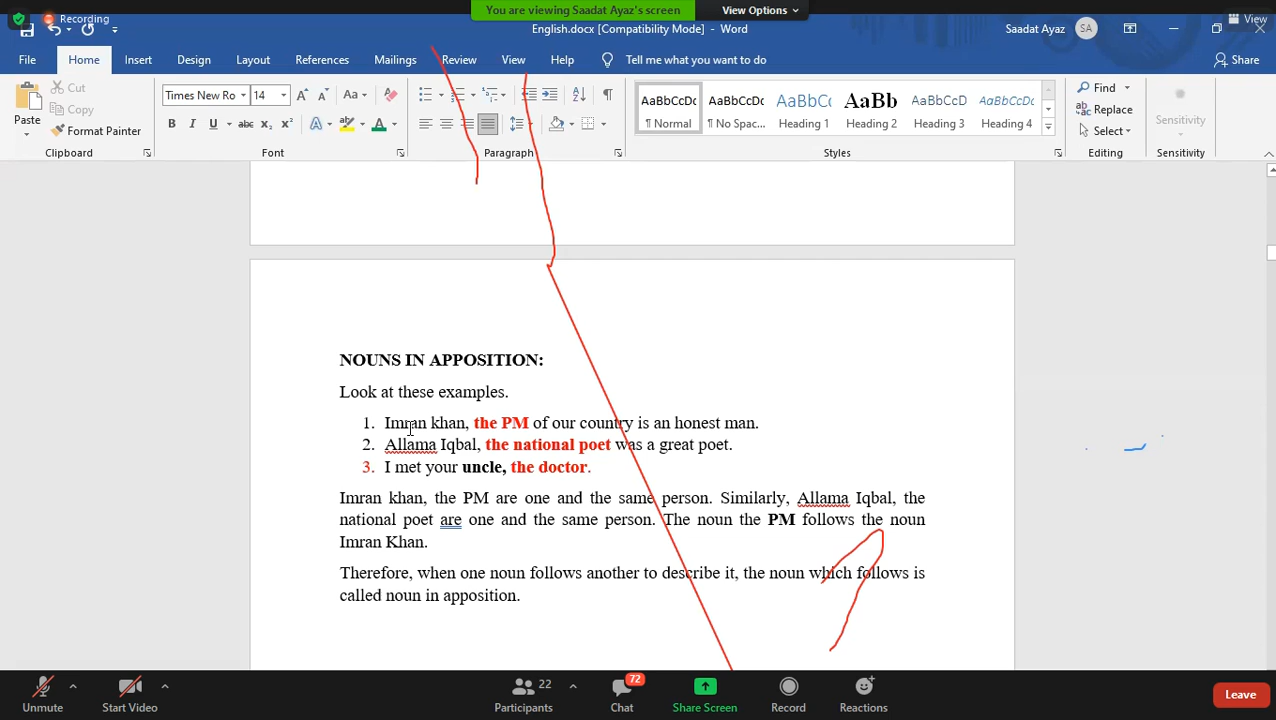 Recording
You are viewing Saadat Ayaz's screen
View Options
View
English.docx [Compatibility Mode] - Word
Saadat Ayaz
SA
File Home Insert Design Layout References Mailings Review View Help Tell me what you want to do Share
Paste
Cut
Copy
Format Painter
Clipboard
Times New Ro 14
Aa
B I U abc x₂ x² A A
Font
Paragraph
AaBbCcDc AaBbCcDc AaBbCc AaBb AaBbCcD AaBbCcD
¶ Normal ¶ No Spac... Heading 1 Heading 2 Heading 3 Heading 4
Styles
Find
Replace
Select
Editing
Sensitivity
Sensitivity
NOUNS IN APPOSITION:
Look at these examples.
1. Imran khan, the PM of our country is an honest man.
2. Allama Iqbal, the national poet was a great poet.
3. I met your uncle, the doctor.
Imran khan, the PM are one and the same person. Similarly, Allama Iqbal, the
national poet are one and the same person. The noun the PM follows the noun
Imran Khan.
Therefore, when one noun follows another to describe it, the noun which follows is
called noun in apposition.
Unmute
Start Video
22
Participants
72
Chat
Share Screen
Record
Reactions
Leave